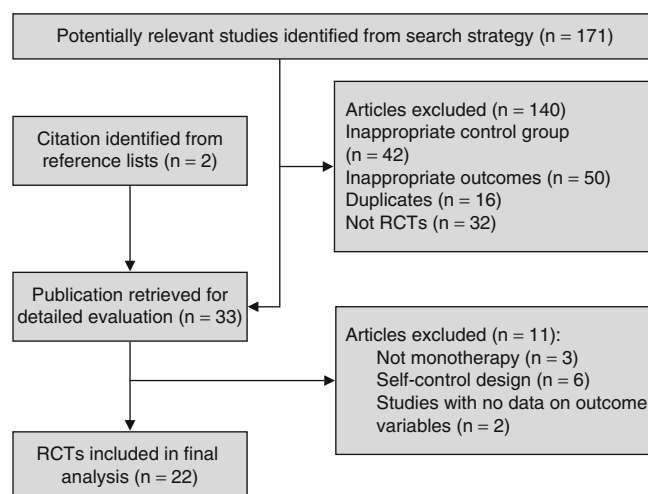 Potentially relevant studies identified from search strategy (n = 171)
Citation identified from
reference lists (n = 2)
Articles excluded (n = 140)
Inappropriate control group
(n = 42)
Inappropriate outcomes (n = 50)
Duplicates (n = 16)
Not RCTs (n = 32)
Publication retrieved for
detailed evaluation (n = 33)
Articles excluded (n = 11):
Not monotherapy (n = 3)
Self-control design (n = 6)
Studies with no data on outcome
variables (n = 2)
RCTs included in final
analysis (n = 22)